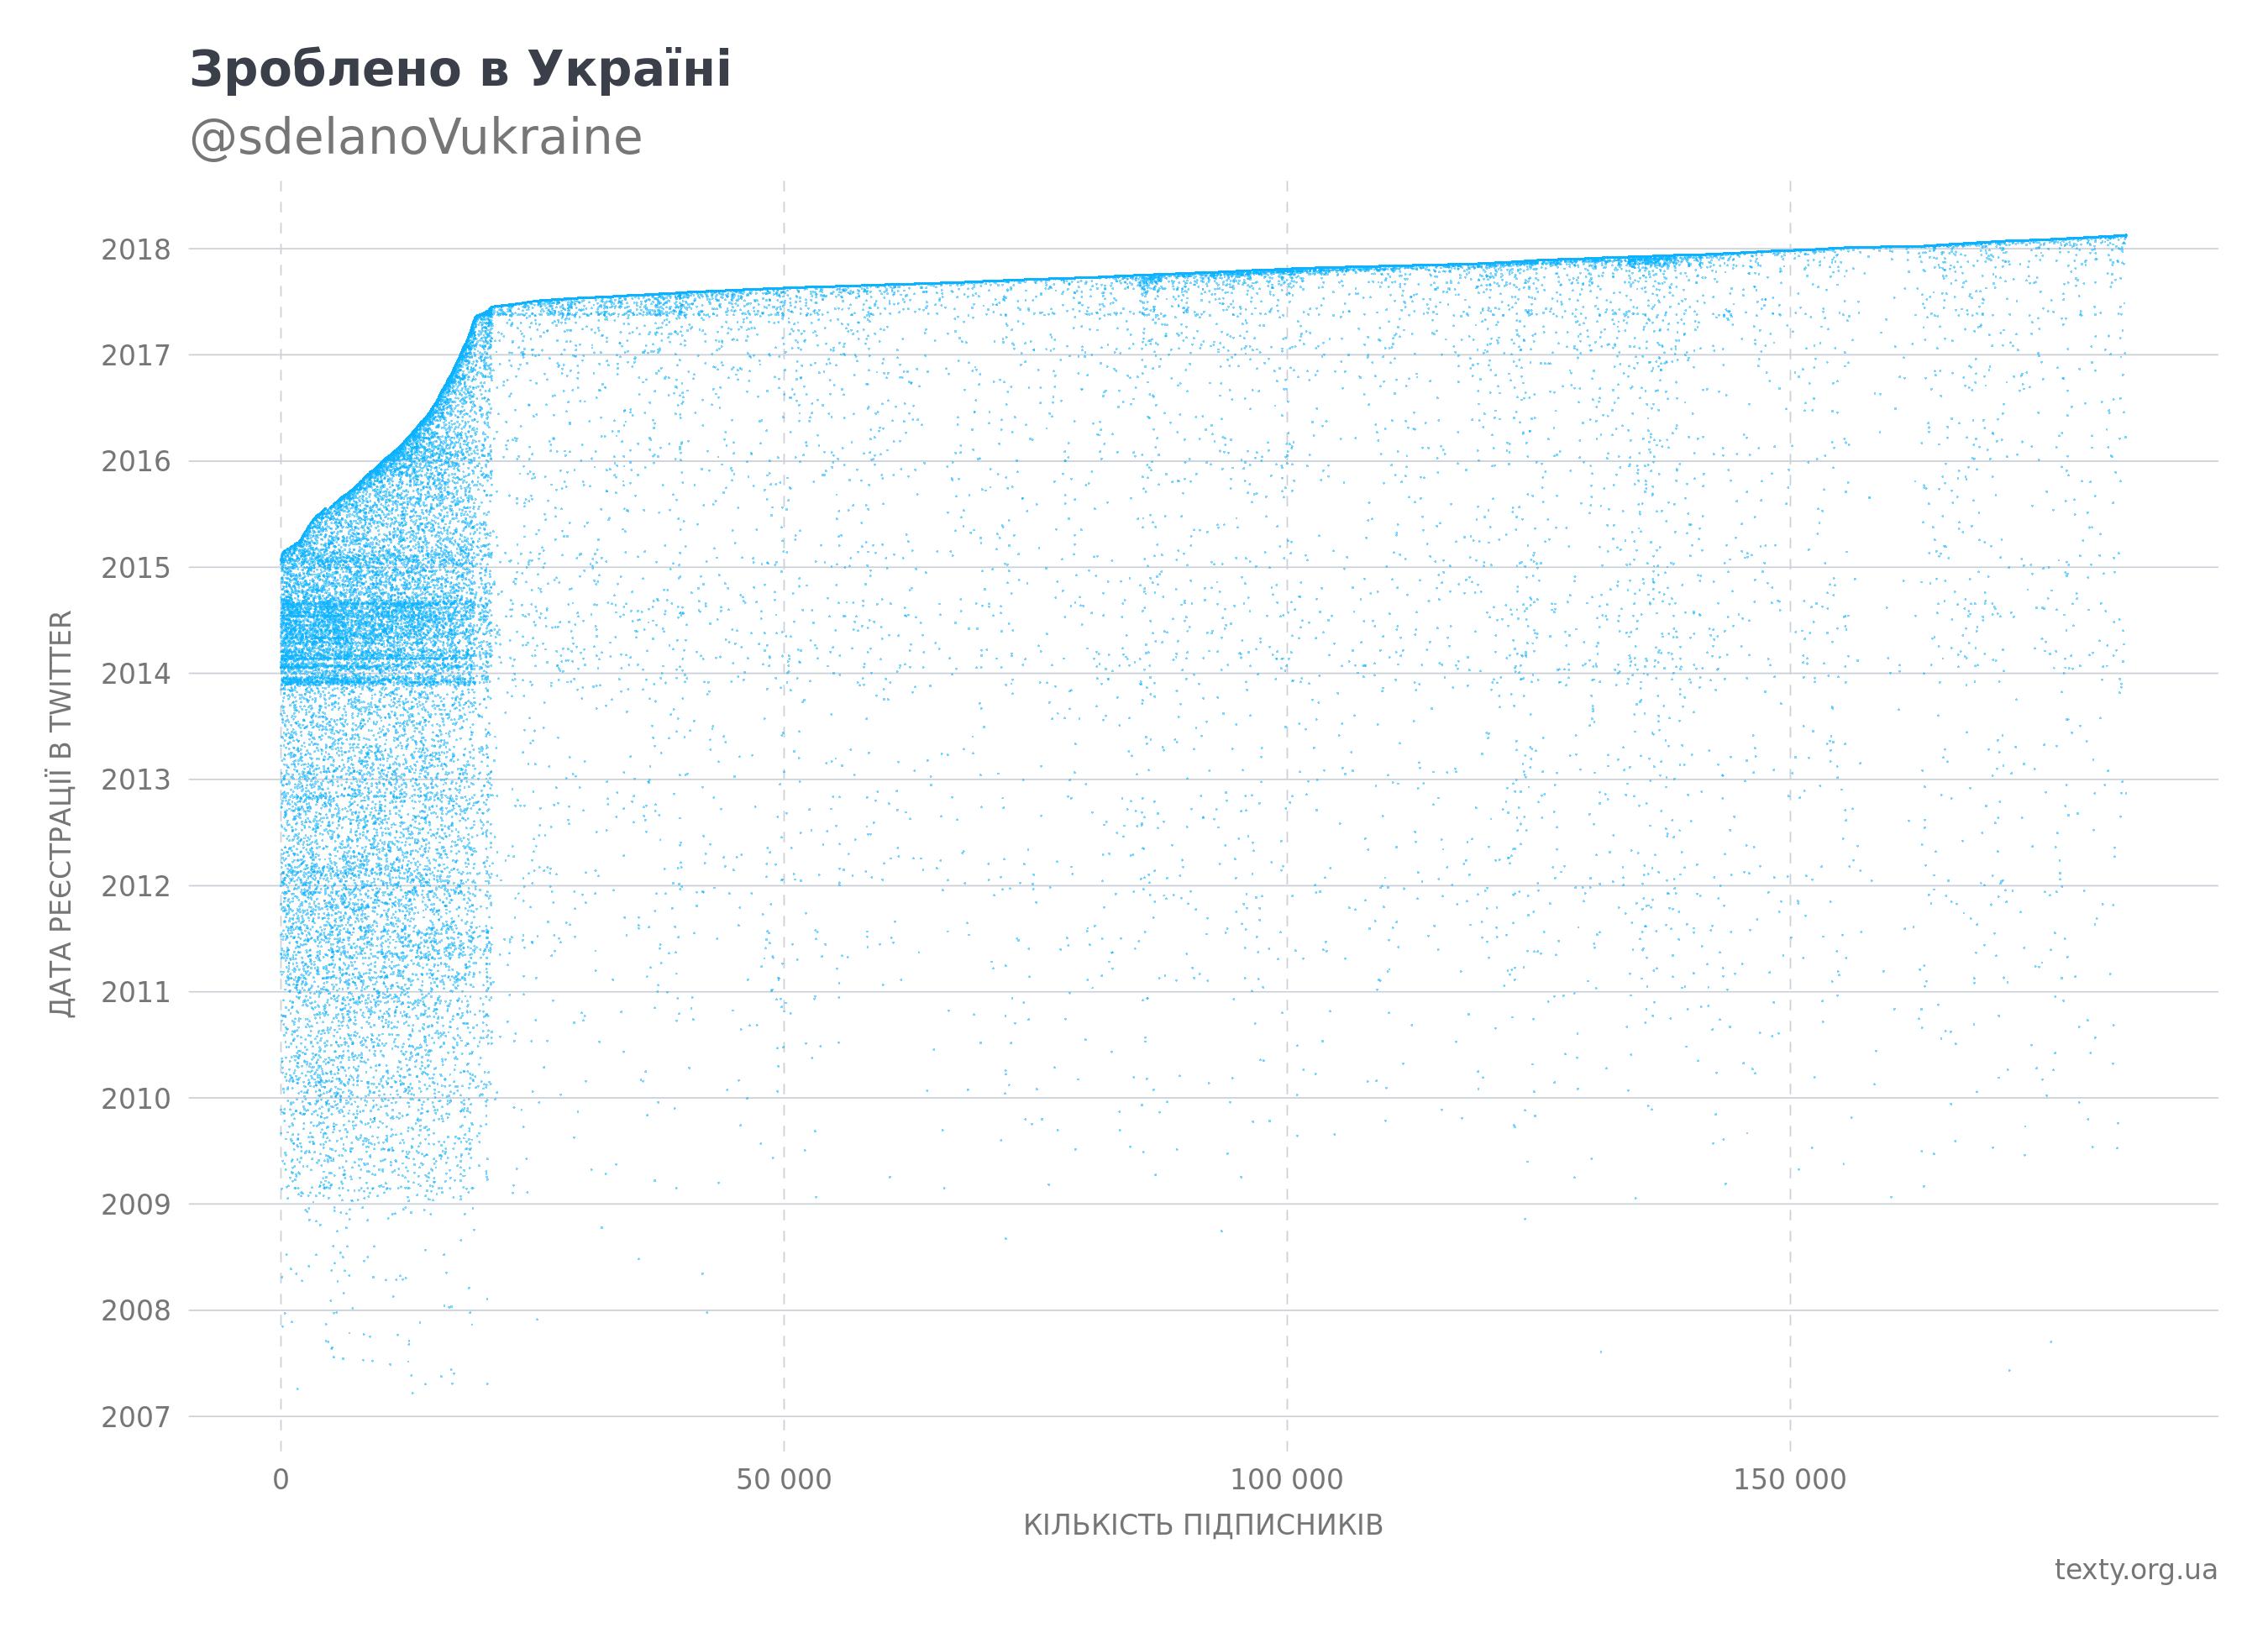 Зроблено в Україні
@sdelanoVukraine
ДАТА РЕЄСТРАЦІЇ В TWITTER
2018
2017
2016
2015
2014
2013
2012
2011
2010
2009
2008
2007
0 50 000 100 000 150 000
КІЛЬКІСТЬ ПІДПИСНИКІВ
texty.org.ua